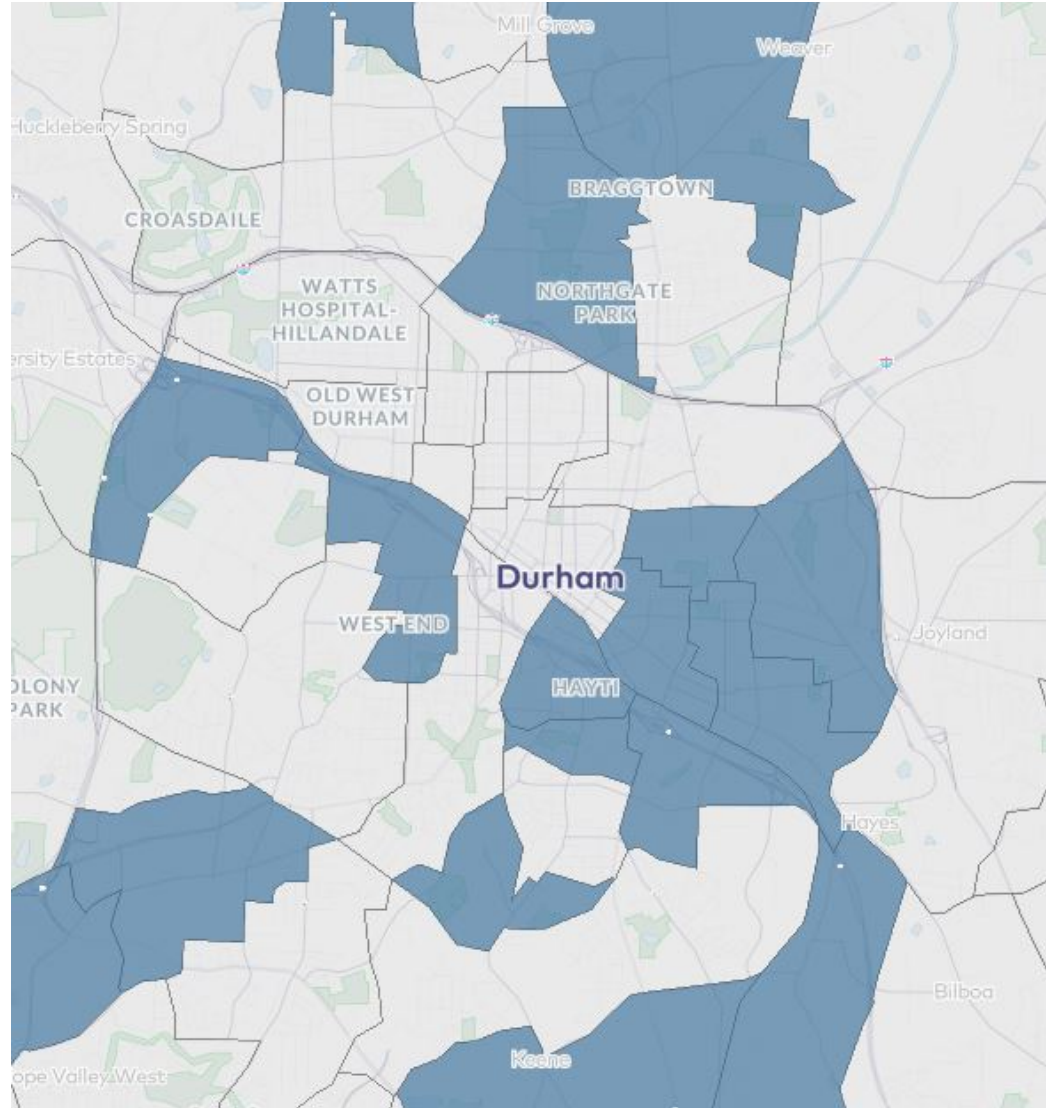 Mill Grove
Weaver
Huckleberry Spring
BRAGGTOWN
CROASDAILE
WATTS
HOSPITAL-
HILLANDALE
NORTHGATE
PARK
ersity Estates
OLD WEST
DURHAM
Durham
WEST END
Joyland
OLONY
PARK
HAYTI
Hayes
Bilboa
Keene
ope Valley West